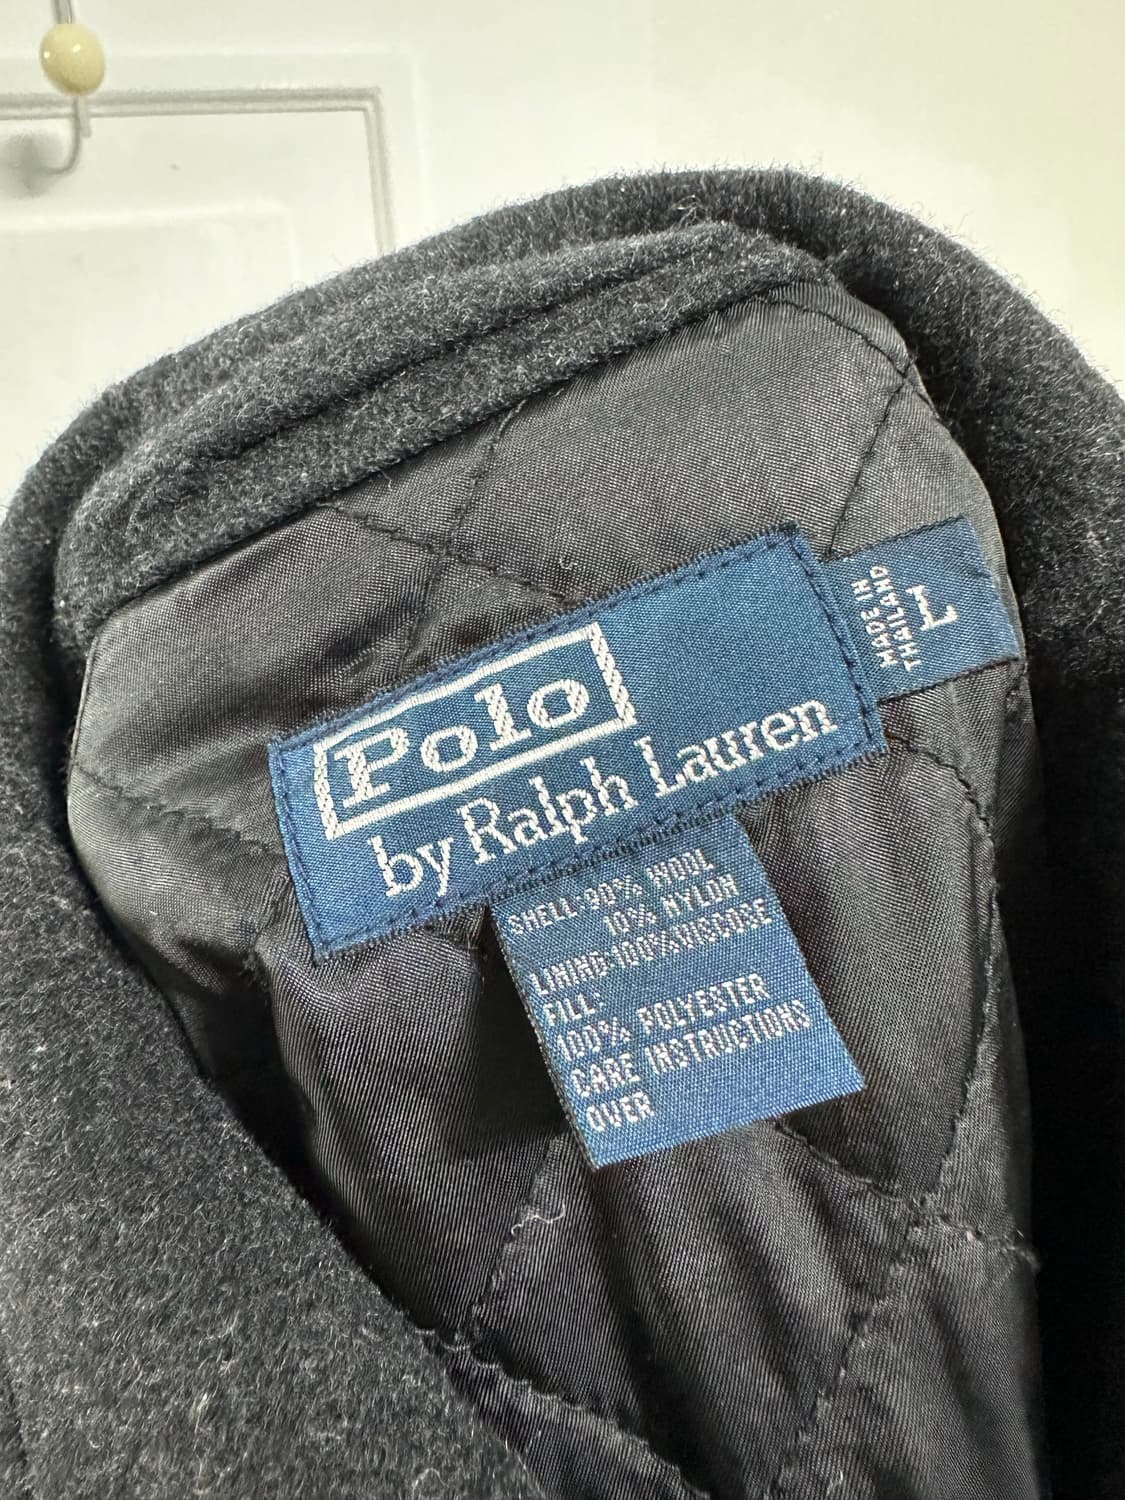 Polo
by Ralph Lauren
L
MADE IN
THAILAND
SHELL:90% WOOL
10% NYLON
LINING:100%VISCOSE
FILL:
100% POLYESTER
CARE INSTRUCTIONS
OVER